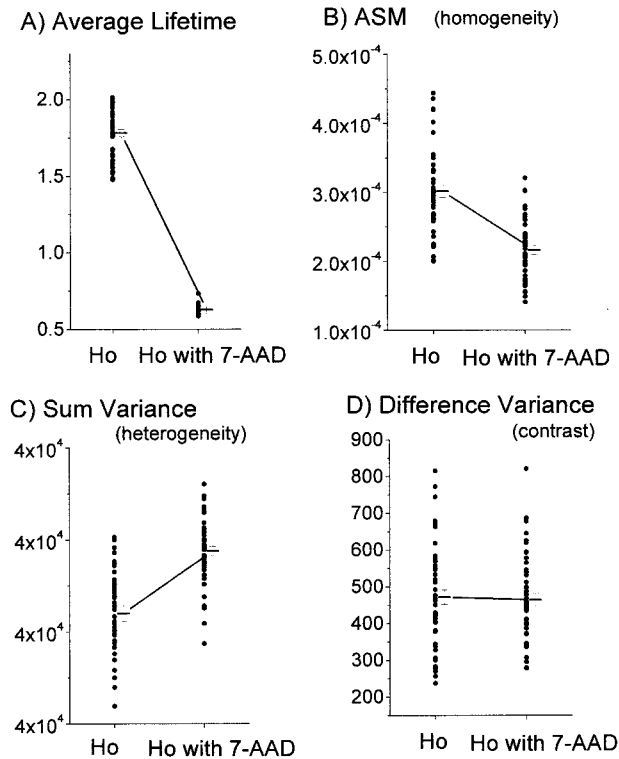 A) Average Lifetime
2.0
1.5
1.0
0.5
Ho
Ho with 7-AAD
B) ASM (homogeneity)
5.0x10⁻⁴
4.0x10⁻⁴
3.0x10⁻⁴
2.0x10⁻⁴
1.0x10⁻⁴
Ho
Ho with 7-AAD
C) Sum Variance
(heterogeneity)
4x10⁴
4x10⁴
4x10⁴
4x10⁴
Ho
Ho with 7-AAD
D) Difference Variance
(contrast)
900
800
700
600
500
400
300
200
Ho
Ho with 7-AAD